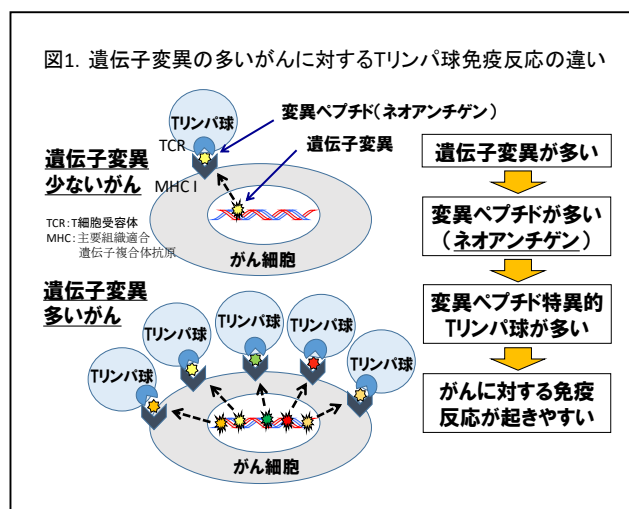 図1. 遺伝子変異の多いがんに対するTリンパ球免疫反応の違い
Tリンパ球
変異ペプチド(ネオアンチゲン)
TCR
遺伝子変異
遺伝子変異
少ないがん
MHC I
TCR:T細胞受容体
MHC:主要組織適合
遺伝子複合体抗原
がん細胞
遺伝子変異
多いがん
Tリンパ球
Tリンパ球
Tリンパ球
Tリンパ球
Tリンパ球
がん細胞
遺伝子変異が多い
変異ペプチドが多い
(ネオアンチゲン)
変異ペプチド特異的
Tリンパ球が多い
がんに対する免疫
反応が起きやすい